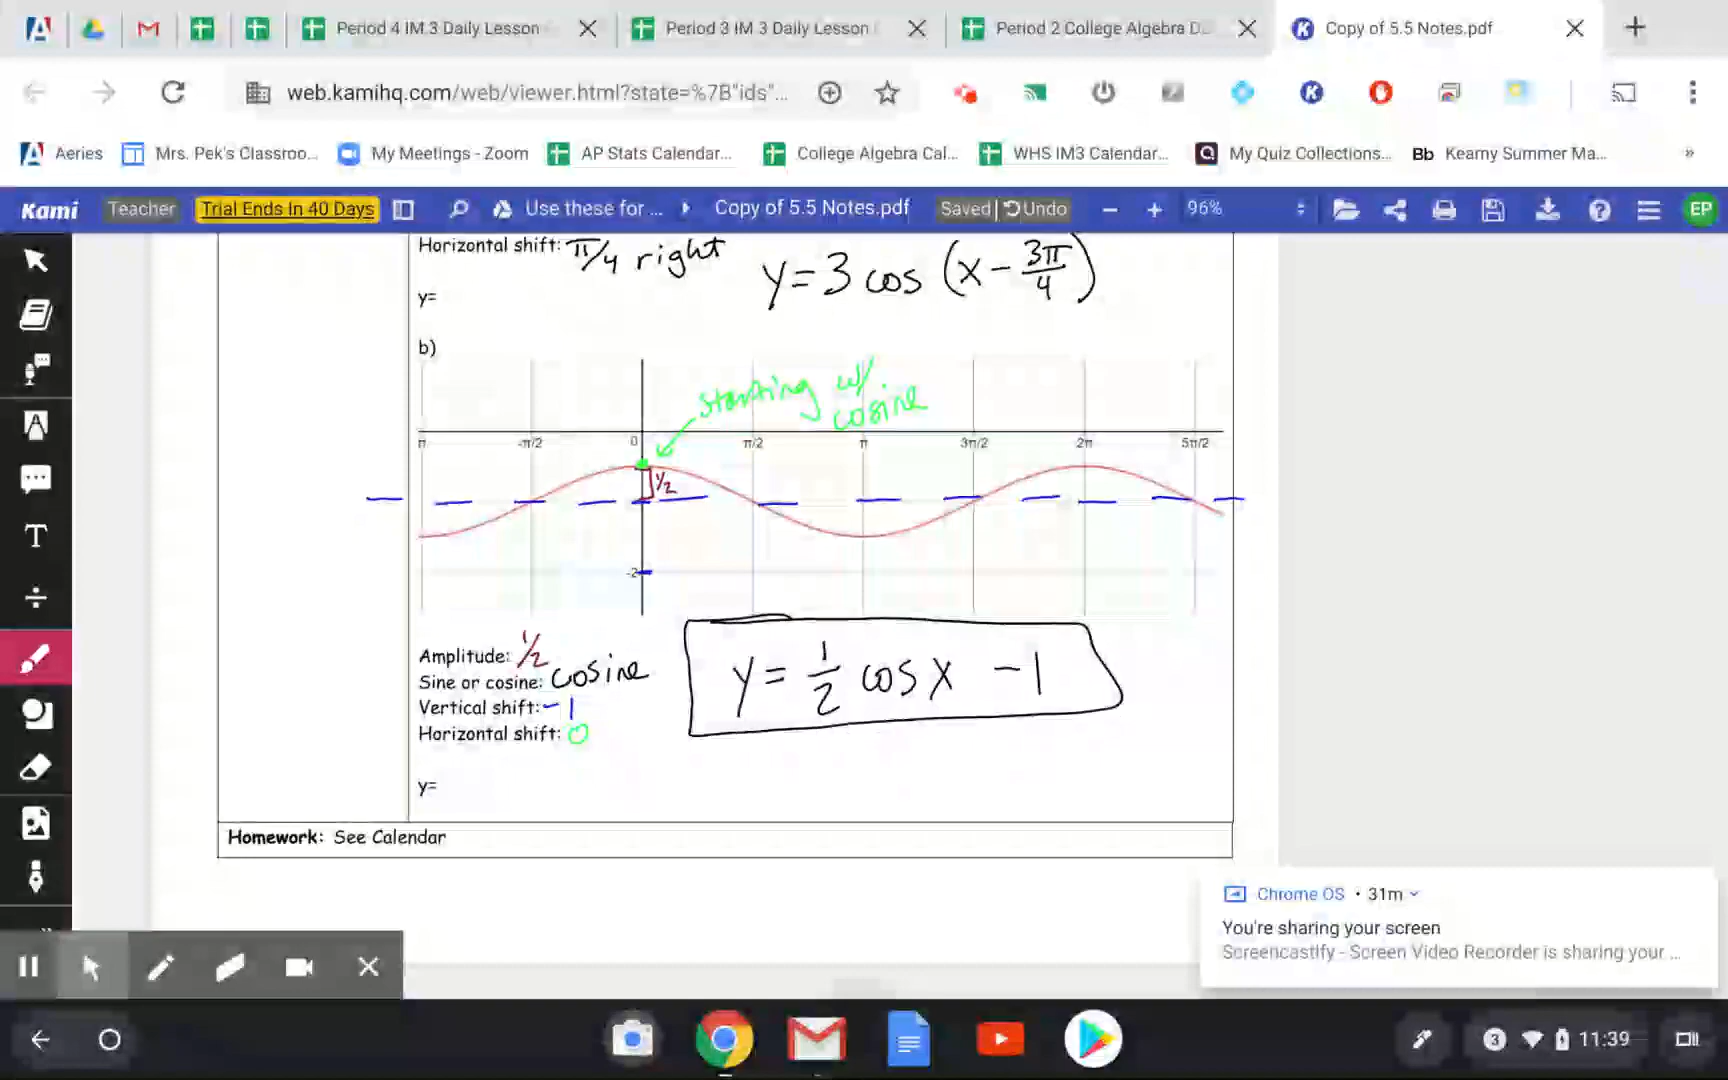 Period 4 IM 3 Daily Lesson
Period 3 IM 3 Daily Lesson
Period 2 College Algebra D
Copy of 5.5 Notes.pdf
web.kamihq.com/web/viewer.html?state=%7B"ids"...
Aeries
Mrs. Pek's Classroo...
My Meetings - Zoom
AP Stats Calendar...
College Algebra Cal...
WHS IM3 Calendar...
My Quiz Collections...
Bb Kearny Summer Ma...
»
Kami
Teacher
Trial Ends In 40 Days
Use these for ...
Copy of 5.5 Notes.pdf
Saved
Undo
96%
EP
Horizontal shift: π/4 right
y=3 cos (x - 3π/4)
y=
b)
starting w/
cosine
π -π/2 0 π/2 π 3π/2 2π 5π/2
1/2
-2
Amplitude: 1/2
Sine or cosine: cosine
Vertical shift: -1
Horizontal shift: 0
y= 1/2 cos x -1
y=
Homework: See Calendar
Chrome OS • 31m
You're sharing your screen
Screencastify - Screen Video Recorder is sharing your ...
3
11:39